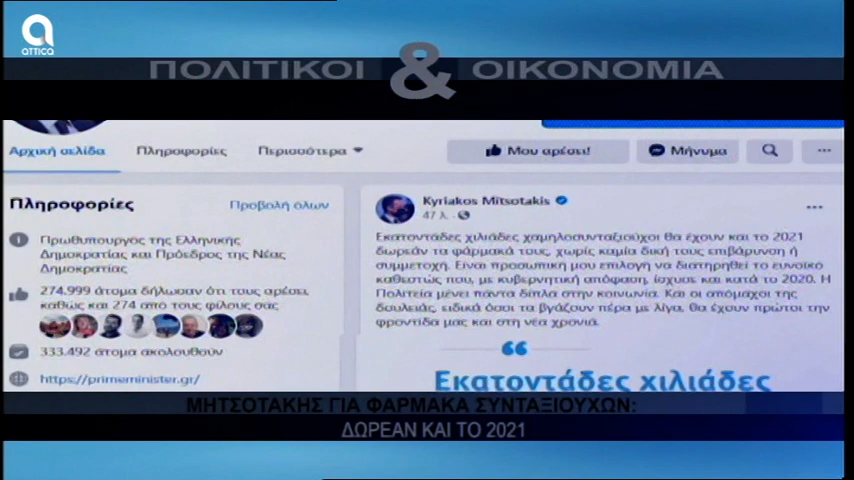 αττιca
ΠΟΛΙΤΙΚΟΙ & ΟΙΚΟΝΟΜΙΑ
Αρχική σελίδα Πληροφορίες Περισσότερα Μου αρέσει! Μήνυμα
Πληροφορίες Προβολή όλων
Πρωθυπουργός της Ελληνικής
Δημοκρατίας και Πρόεδρος της Νέας
Δημοκρατίας
274.999 άτομα δήλωσαν ότι τους αρέσει,
καθώς και 274 από τους φίλους σας
333.492 άτομα ακολουθούν
https://primeminister.gr/
Kyriakos Mitsotakis
47 λ.
Εκατοντάδες χιλιάδες χαμηλοσυνταξιούχοι θα έχουν και το 2021
δωρεάν τα φάρμακά τους, χωρίς καμία δική τους επιβάρυνση ή
συμμετοχή. Είναι προσωπική μου επιλογή να διατηρηθεί το ευνοϊκό
καθεστώς που, με κυβερνητική απόφαση, ίσχυσε και κατά το 2020. Η
Πολιτεία μένει πάντα δίπλα στην κοινωνία. Και οι απόμαχοι της
δουλειάς, ειδικά όσοι τα βγάζουν πέρα με λίγα, θα έχουν πρώτοι την
φροντίδα μας και στη νέα χρονιά.
Εκατοντάδες χιλιάδες
ΜΗΤΣΟΤΑΚΗΣ ΓΙΑ ΦΑΡΜΑΚΑ ΣΥΝΤΑΞΙΟΥΧΩΝ:
ΔΩΡΕΑΝ ΚΑΙ ΤΟ 2021